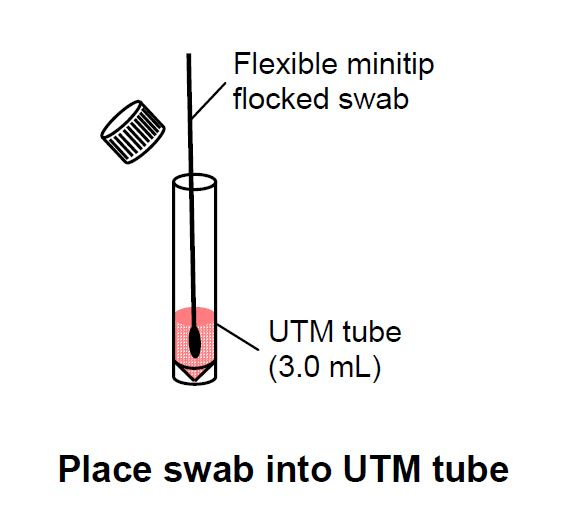 Flexible minitip
flocked swab
UTM tube
(3.0 mL)
Place swab into UTM tube